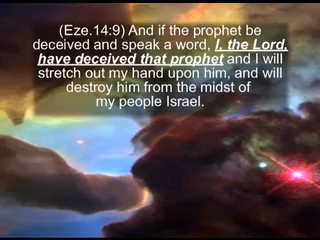 (Eze.14:9) And if the prophet be
deceived and speak a word, I, the Lord,
have deceived that prophet and I will
stretch out my hand upon him, and will
destroy him from the midst of
my people Israel.